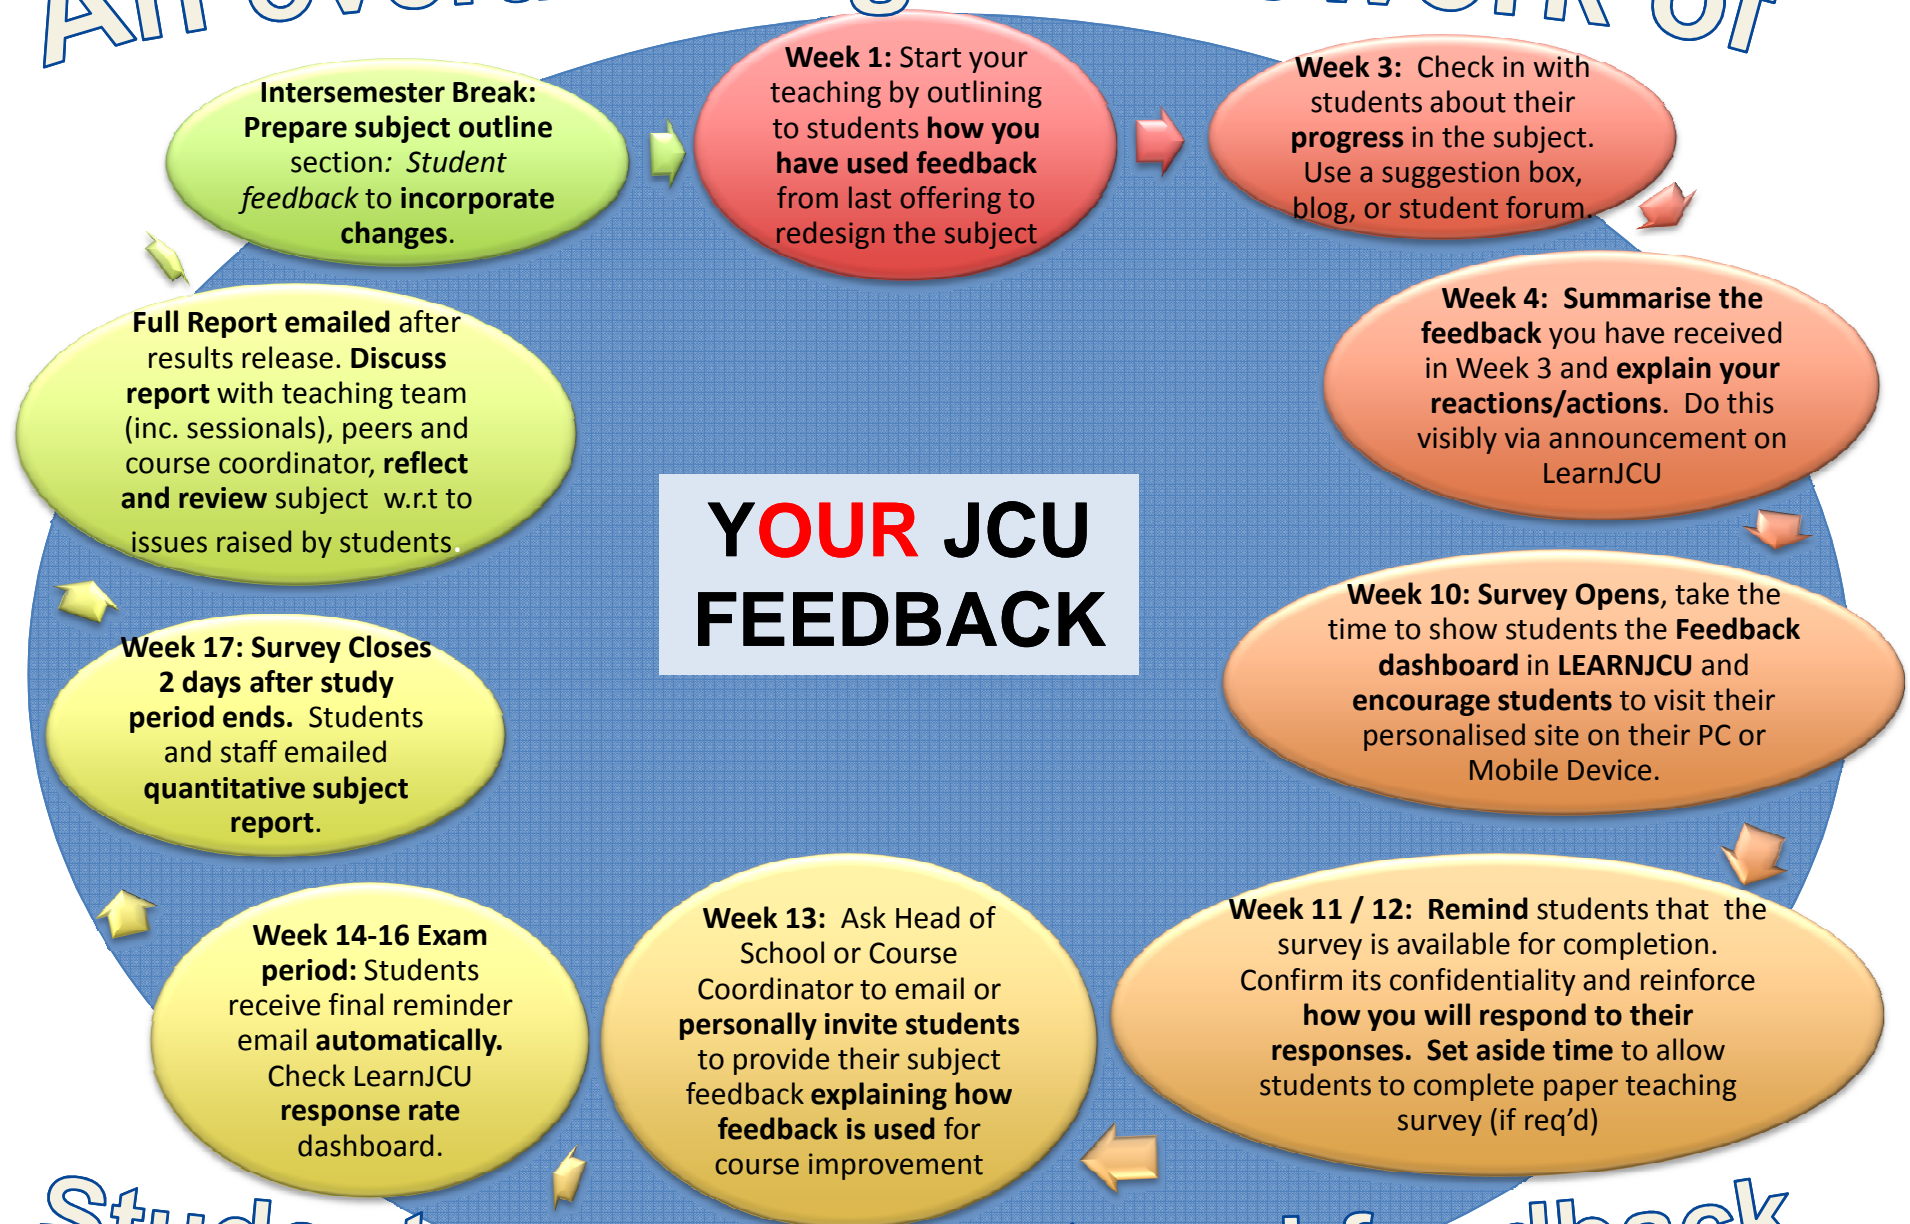 An
of
Week 1: Start your
teaching by outlining
to students how you
have used feedback
from last offering to
redesign the subject
Week 3: Check in with
students about their
progress in the subject.
Use a suggestion box,
blog, or student forum.
Week 4: Summarise the
feedback you have received
in Week 3 and explain your
reactions/actions. Do this
visibly via announcement on
LearnJCU
Week 10: Survey Opens, take the
time to show students the Feedback
dashboard in LEARNJCU and
encourage students to visit their
personalised site on their PC or
Mobile Device.
Week 11 / 12: Remind students that the
survey is available for completion.
Confirm its confidentiality and reinforce
how you will respond to their
responses. Set aside time to allow
students to complete paper teaching
survey (if req'd)
Week 13: Ask Head of
School or Course
Coordinator to email or
personally invite students
to provide their subject
feedback explaining how
feedback is used for
course improvement
Week 14-16 Exam
period: Students
receive final reminder
email automatically.
Check LearnJCU
response rate
dashboard.
Week 17: Survey Closes
2 days after study
period ends. Students
and staff emailed
quantitative subject
report.
Full Report emailed after
results release. Discuss
report with teaching team
(inc. sessionals), peers and
course coordinator, reflect
and review subject w.r.t to
issues raised by students.
Intersemester Break:
Prepare subject outline
section: Student
feedback to incorporate
changes.
YOUR JCU
FEEDBACK
feedback